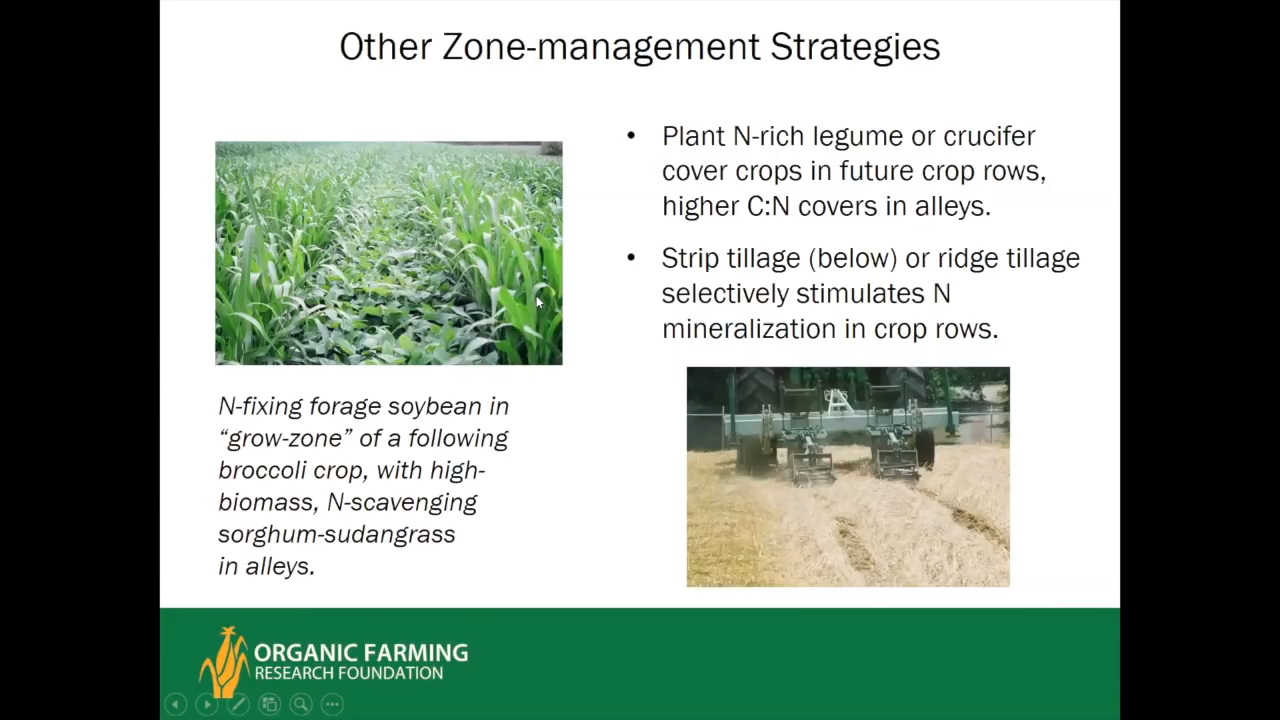 Other Zone-management Strategies
• Plant N-rich legume or crucifer
cover crops in future crop rows,
higher C:N covers in alleys.
• Strip tillage (below) or ridge tillage
selectively stimulates N
mineralization in crop rows.
N-fixing forage soybean in
“grow-zone” of a following
broccoli crop, with high-
biomass, N-scavenging
sorghum-sudangrass
in alleys.
ORGANIC FARMING
RESEARCH FOUNDATION